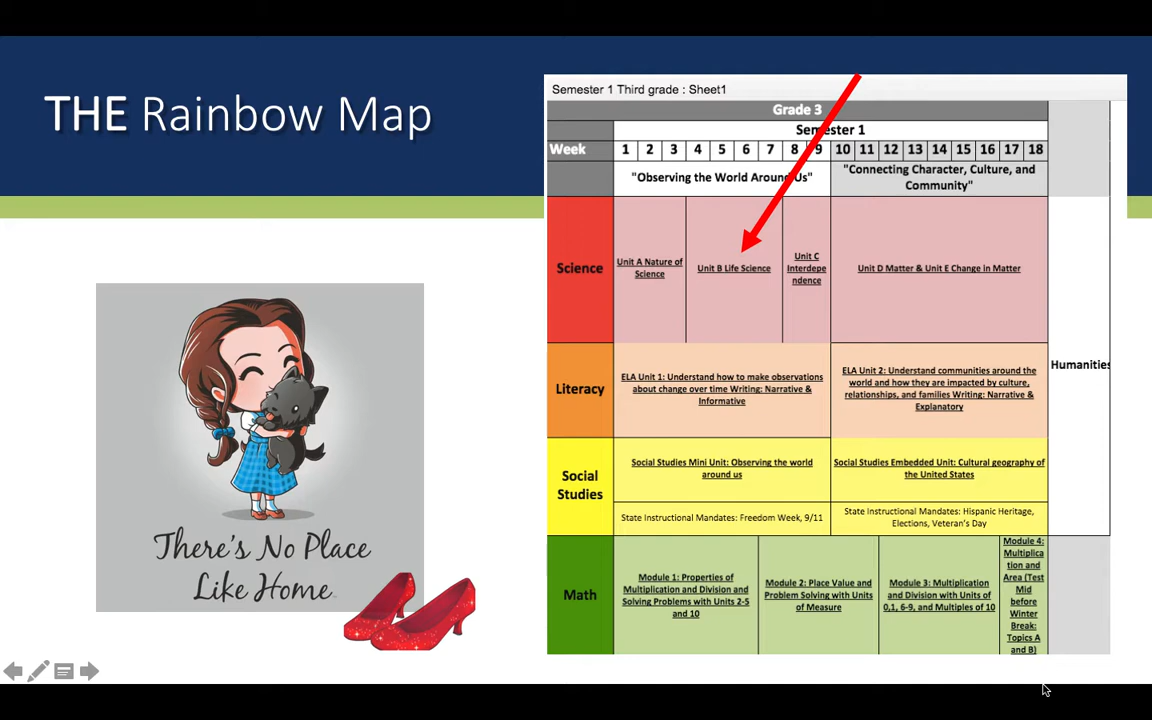 THE Rainbow Map
Semester 1 Third grade : Sheet1
Grade 3
Semester 1
Week 1 2 3 4 5 6 7 8 9 10 11 12 13 14 15 16 17 18
"Observing the World Around Us"
"Connecting Character, Culture, and
Community"
Science
Unit A Nature of
Science
Unit B Life Science
Unit C
Interdepe
ndence
Unit D Matter & Unit E Change in Matter
Humanities
Literacy
ELA Unit 1: Understand how to make observations
about change over time Writing: Narrative &
Informative
ELA Unit 2: Understand communities around the
world and how they are impacted by culture,
relationships, and families Writing: Narrative &
Explanatory
Social
Studies
Social Studies Mini Unit: Observing the world
around us
Social Studies Embedded Unit: Cultural geography of
the United States
State Instructional Mandates: Freedom Week, 9/11
State Instructional Mandates: Hispanic Heritage,
Elections, Veteran's Day
Math
Module 1: Properties of
Multiplication and Division and
Solving Problems with Units 2-5
and 10
Module 2: Place Value and
Problem Solving with Units
of Measure
Module 3: Multiplication
and Division with Units of
0,1, 6-9, and Multiples of 10
Module 4:
Multiplica
tion and
Area (Test
Mid
before
Winter
Break:
Topics A
and B)
There's No Place
Like Home